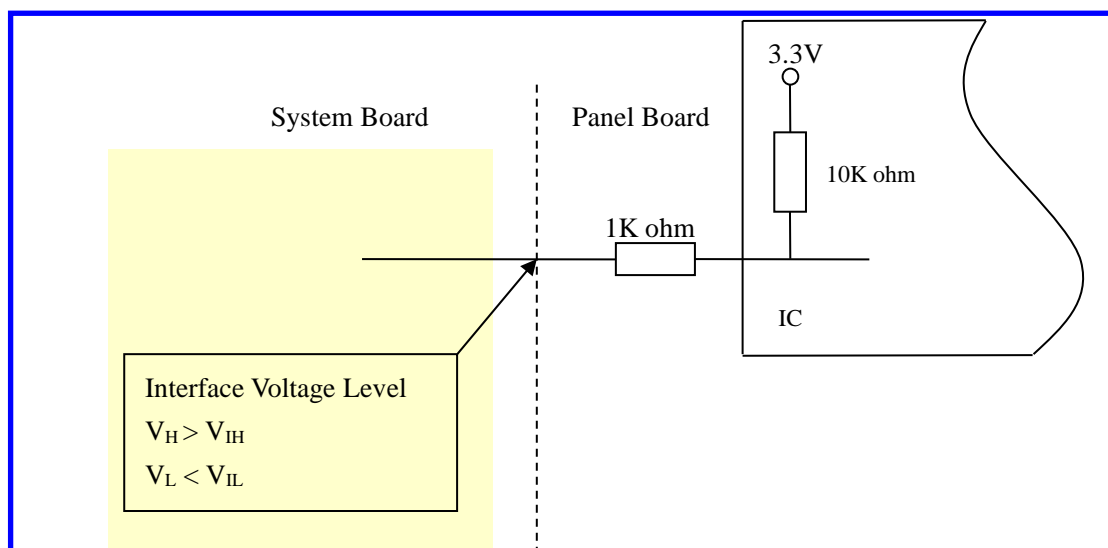 3.3V
System Board
Panel Board
10K ohm
1K ohm
IC
Interface Voltage Level
VH > VIH
VL < VIL